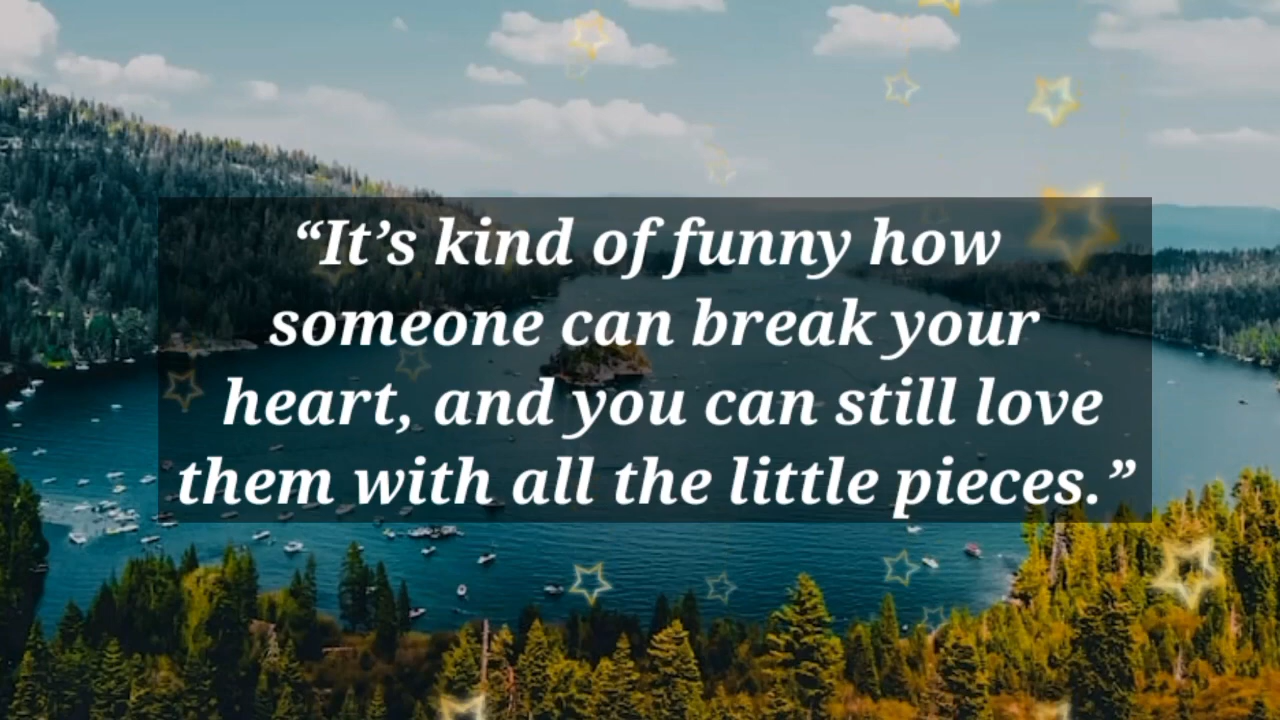 “It’s kind of funny how
someone can break your
heart, and you can still love
them with all the little pieces.”